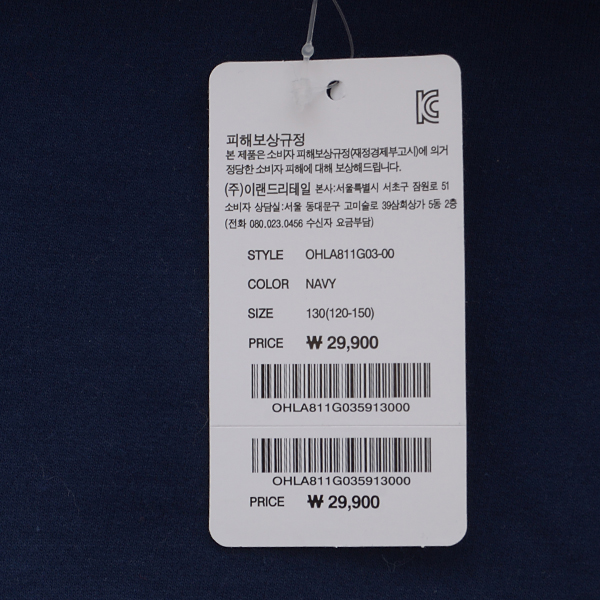 피해보상규정
본 제품은 소비자 피해보상규정(재정경제부고시)에 의거
정당한 소비자 피해에 대해 보상해드립니다.
(주)이랜드리테일 본사:서울특별시 서초구 잠원로 51
소비자 상담실:서울 동대문구 고미술로 39삼희상가 5동 2층
(전화 080.023.0456 수신자 요금부담)
STYLE OHLA811G03-00
COLOR NAVY
SIZE 130(120-150)
PRICE ₩ 29,900
OHLA811G035913000
OHLA811G035913000
PRICE ₩ 29,900